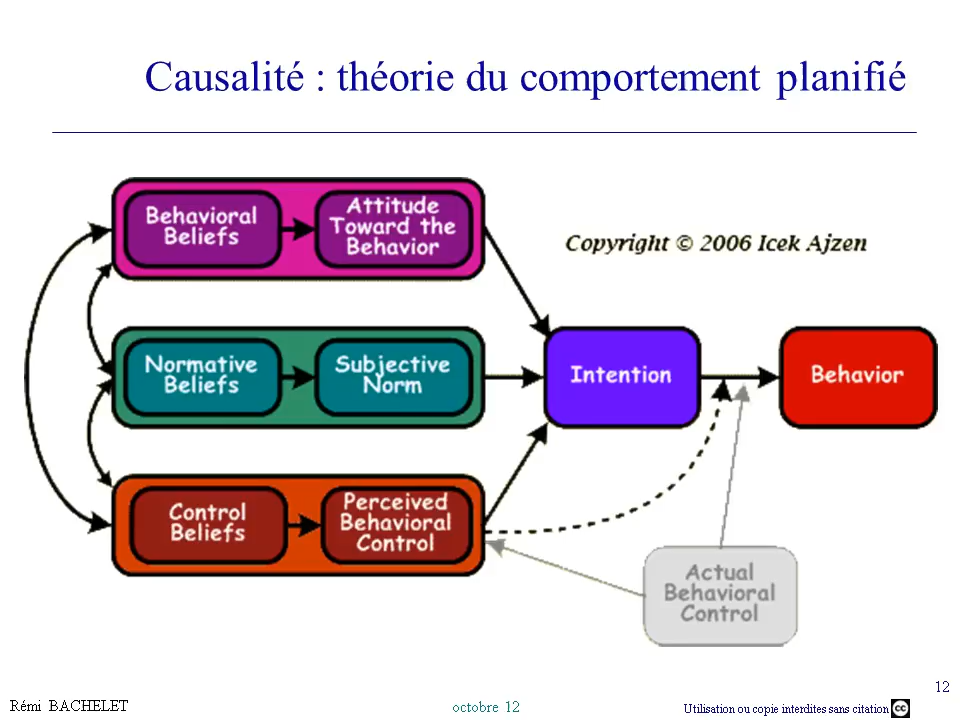 Causalité : théorie du comportement planifié
Behavioral
Beliefs
Attitude
Toward the
Behavior
Copyright © 2006 Icek Ajzen
Normative
Beliefs
Subjective
Norm
Intention
Behavior
Control
Beliefs
Perceived
Behavioral
Control
Actual
Behavioral
Control
12
Rémi BACHELET
octobre 12
Utilisation ou copie interdites sans citation
cc